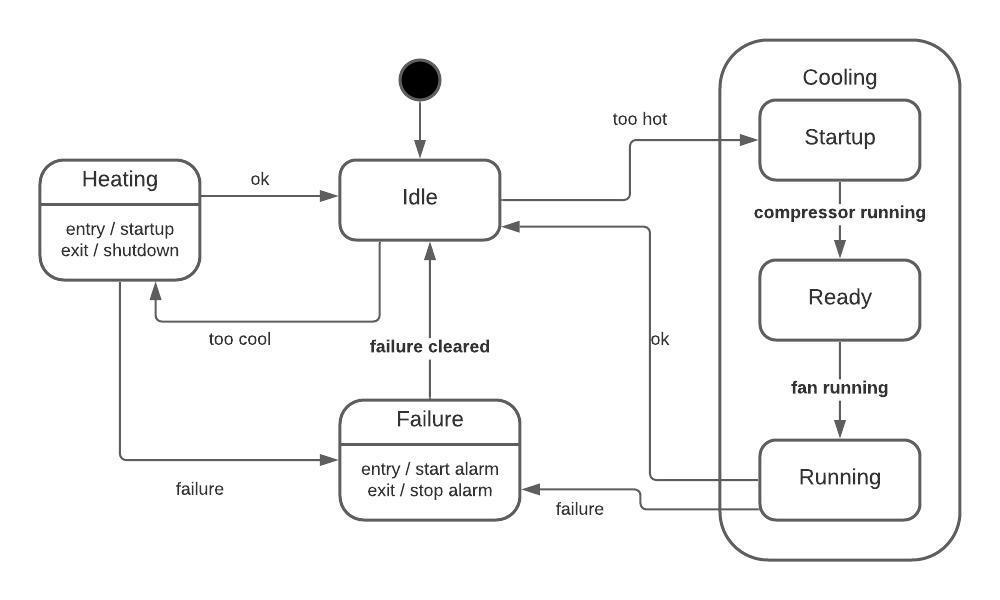 Cooling
too hot
Startup
Heating
ok
Idle
entry / startup
exit / shutdown
compressor running
Ready
too cool
failure cleared
ok
fan running
Failure
entry / start alarm
exit / stop alarm
Running
failure
failure